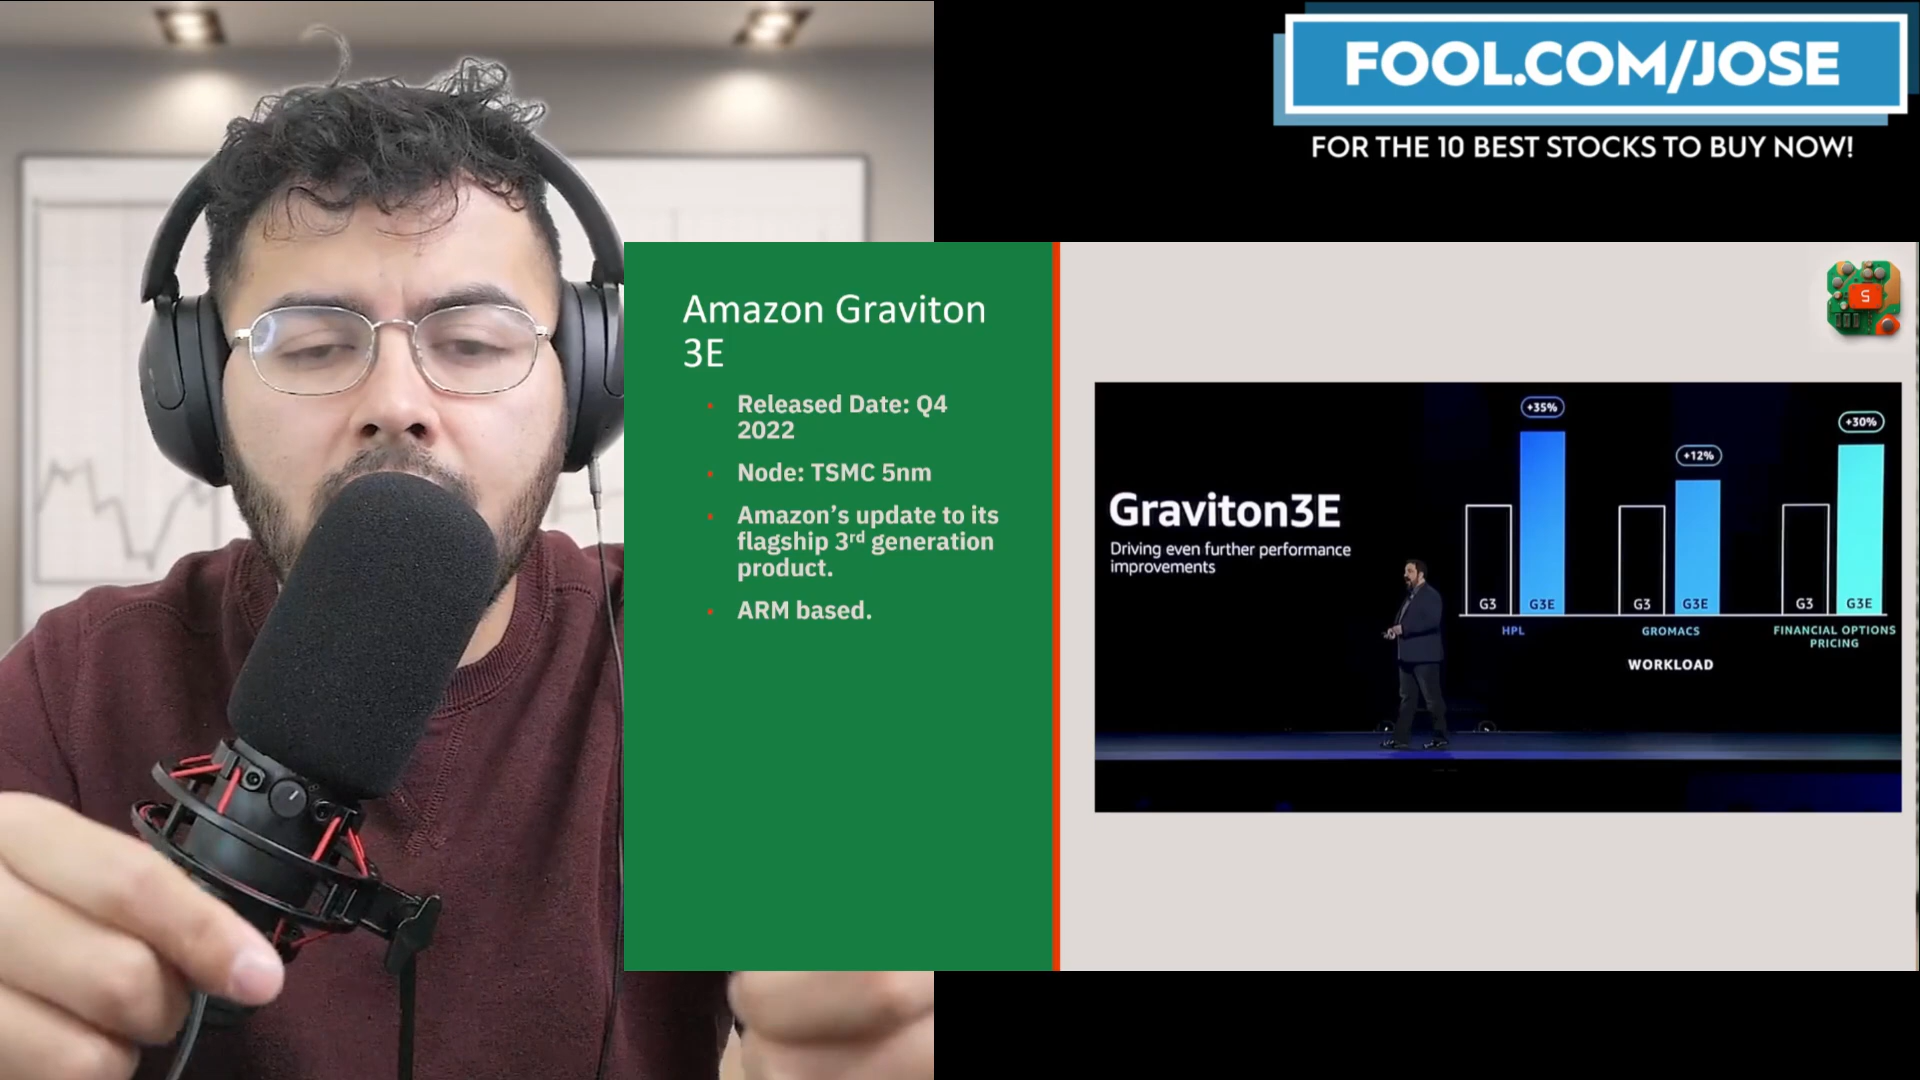 FOOL.COM/JOSE
FOR THE 10 BEST STOCKS TO BUY NOW!
Amazon Graviton
3E
Released Date: Q4
2022
Node: TSMC 5nm
Amazon’s update to its
flagship 3rd generation
product.
ARM based.
S
Graviton3E
Driving even further performance
improvements
+35%
+12%
+30%
G3 G3E G3 G3E G3 G3E
HPL GROMACS FINANCIAL OPTIONS
PRICING
WORKLOAD